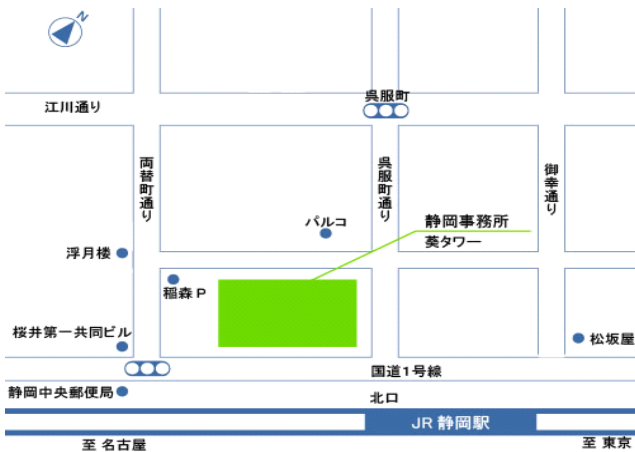 N
呉服町
江川通り
両替町通り
呉服町通り
御幸通り
パルコ
静岡事務所
葵タワー
浮月楼
稲森 P
桜井第一共同ビル
松坂屋
国道1号線
静岡中央郵便局
北口
JR 静岡駅
至 名古屋
至 東京